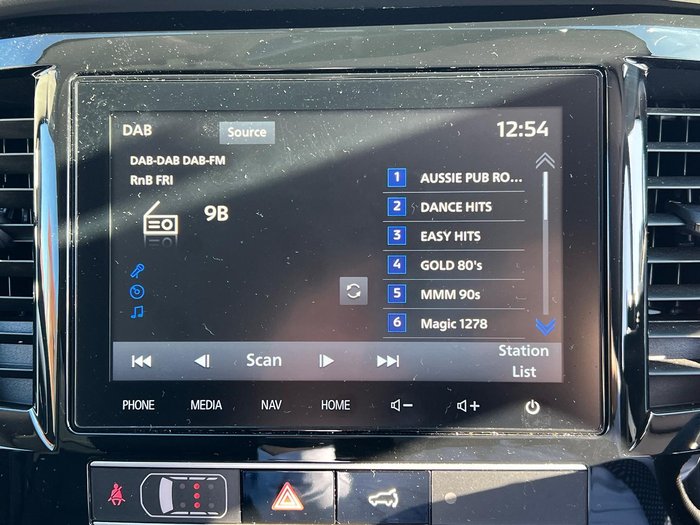 DAB Source 12:54
DAB-DAB DAB-FM
RnB FRI
9B
1 AUSSIE PUB RO...
2 DANCE HITS
3 EASY HITS
4 GOLD 80's
5 MMM 90s
6 Magic 1278
Scan
Station
List
PHONE MEDIA NAV HOME - +